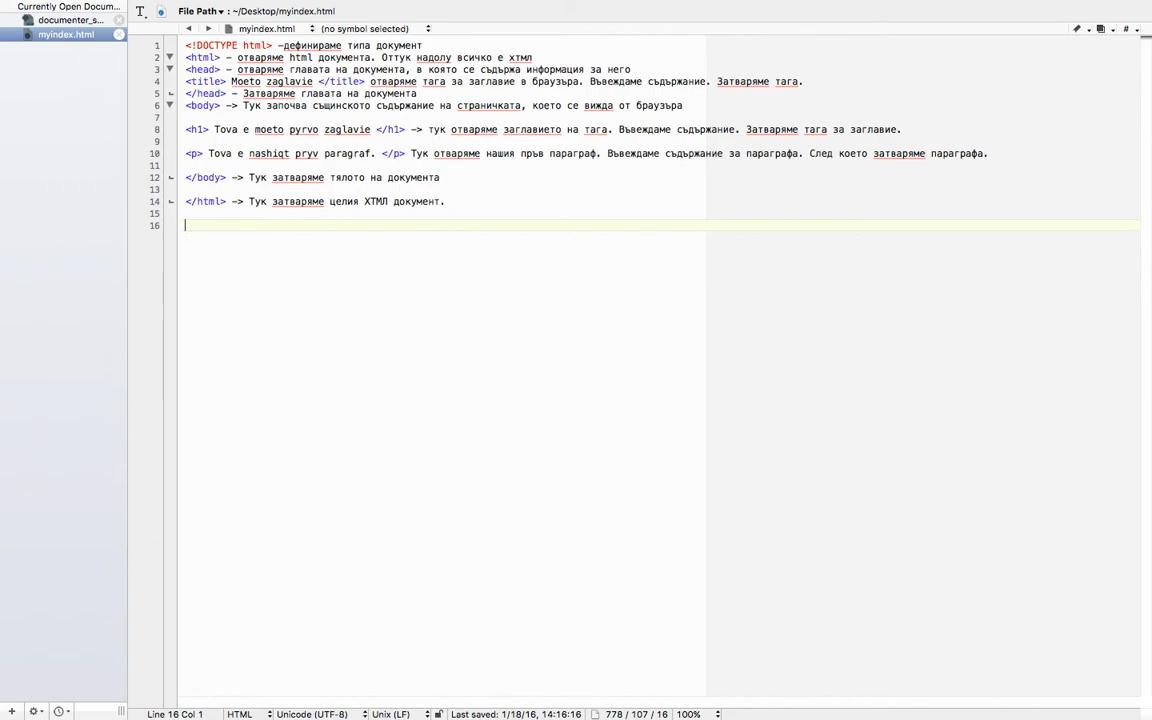 Currently Open Docum...
documenter_s...
myindex.html
File Path ▾ : ~/Desktop/myindex.html
myindex.html (no symbol selected)
1 <!DOCTYPE html> -дефинираме типа документ
2 <html> - отваряме html документа. Оттук надолу всичко е хтмл
3 <head> - отваряме главата на документа, в която се съдържа информация за него
4 <title> Moeto zaglavie </title> отваряме тага за заглавие в браузъра. Въвеждаме съдържание. Затваряме тага.
5 </head> - Затваряме главата на документа
6 <body> -> Тук започва същинското съдържание на страничката, което се вижда от браузъра
7
8 <h1> Tova e moeto pyrvo zaglavie </h1> -> тук отваряме заглавието на тага. Въвеждаме съдържание. Затваряме тага за заглавие.
9
10 <p> Tova e nashiqt pryv paragraf. </p> Тук отваряме нашия пръв параграф. Въвеждаме съдържание за параграфа. След което затваряме параграфа.
11
12 </body> -> Тук затваряме тялото на документа
13
14 </html> -> Тук затваряме целия ХТМЛ документ.
15
16
Line 16 Col 1 HTML Unicode (UTF-8) Unix (LF) Last saved: 1/18/16, 14:16:16 778 / 107 / 16 100%